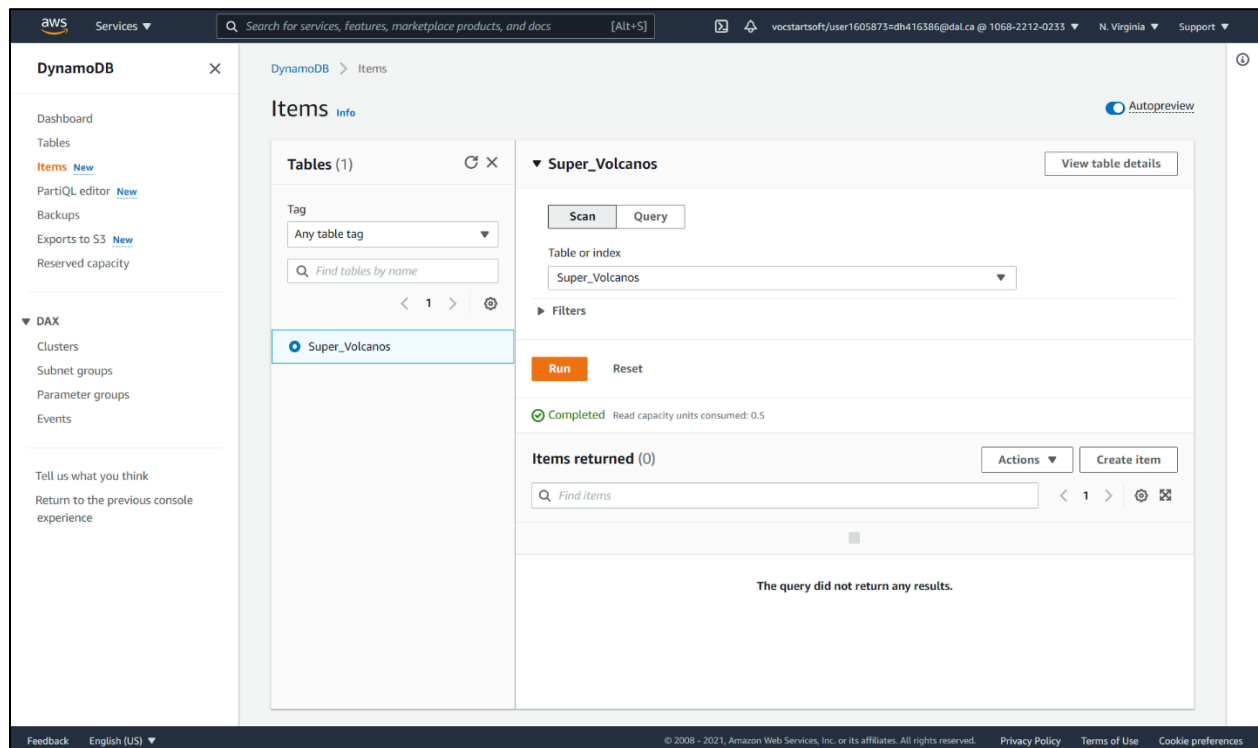 aws
Services
Search for services, features, marketplace products, and docs [Alt+S]
vocstartsoft/user1605873=dh416386@dal.ca @ 1068-2212-0233
N. Virginia
Support
DynamoDB
Dashboard
Tables
Items New
PartiQL editor New
Backups
Exports to S3 New
Reserved capacity
DAX
Clusters
Subnet groups
Parameter groups
Events
Tell us what you think
Return to the previous console
experience
DynamoDB > Items
Items Info
Autopreview
Tables (1)
Tag
Any table tag
Find tables by name
1
Super_Volcanos
Super_Volcanos
View table details
Scan
Query
Table or index
Super_Volcanos
Filters
Run
Reset
Completed Read capacity units consumed: 0.5
Items returned (0)
Actions
Create item
Find items
1
The query did not return any results.
Feedback
English (US)
© 2008 - 2021, Amazon Web Services, Inc. or its affiliates. All rights reserved.
Privacy Policy
Terms of Use
Cookie preferences